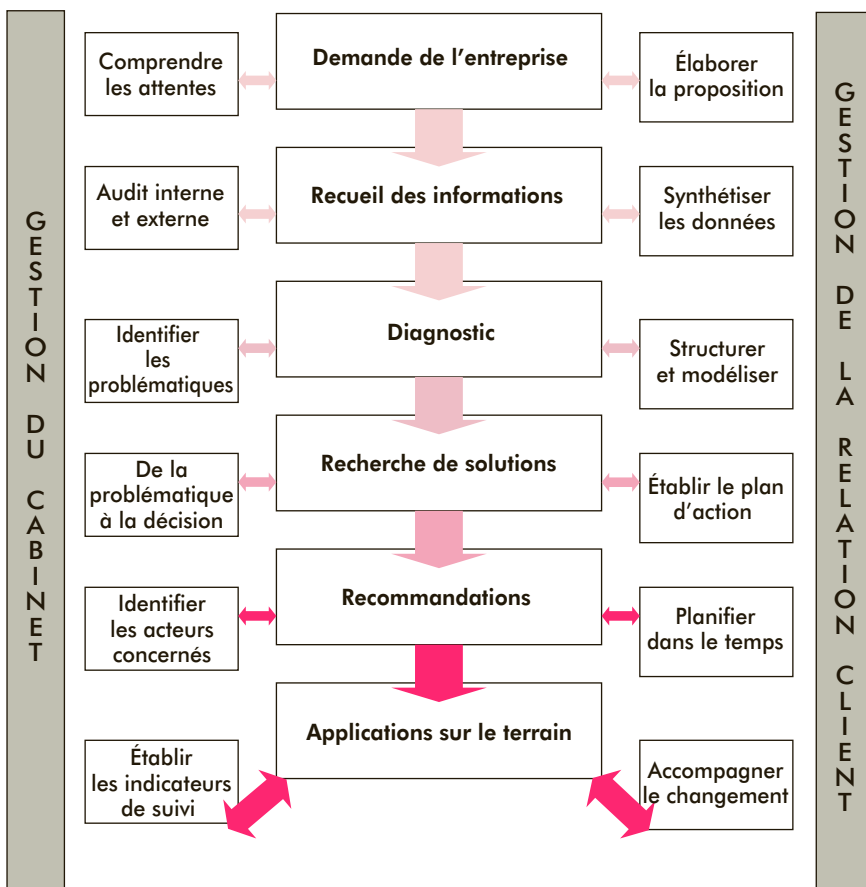 GESTION DU CABINET
Comprendre
les attentes
Demande de l’entreprise
Élaborer
la proposition
Audit interne
et externe
Recueil des informations
Synthétiser
les données
Identifier
les
problématiques
Diagnostic
Structurer
et modéliser
De la
problématique
à la décision
Recherche de solutions
Établir le plan
d’action
Identifier
les acteurs
concernés
Recommandations
Planifier
dans le temps
Établir
les indicateurs
de suivi
Applications sur le terrain
Accompagner
le changement
GESTION DE LA RELATION CLIENT